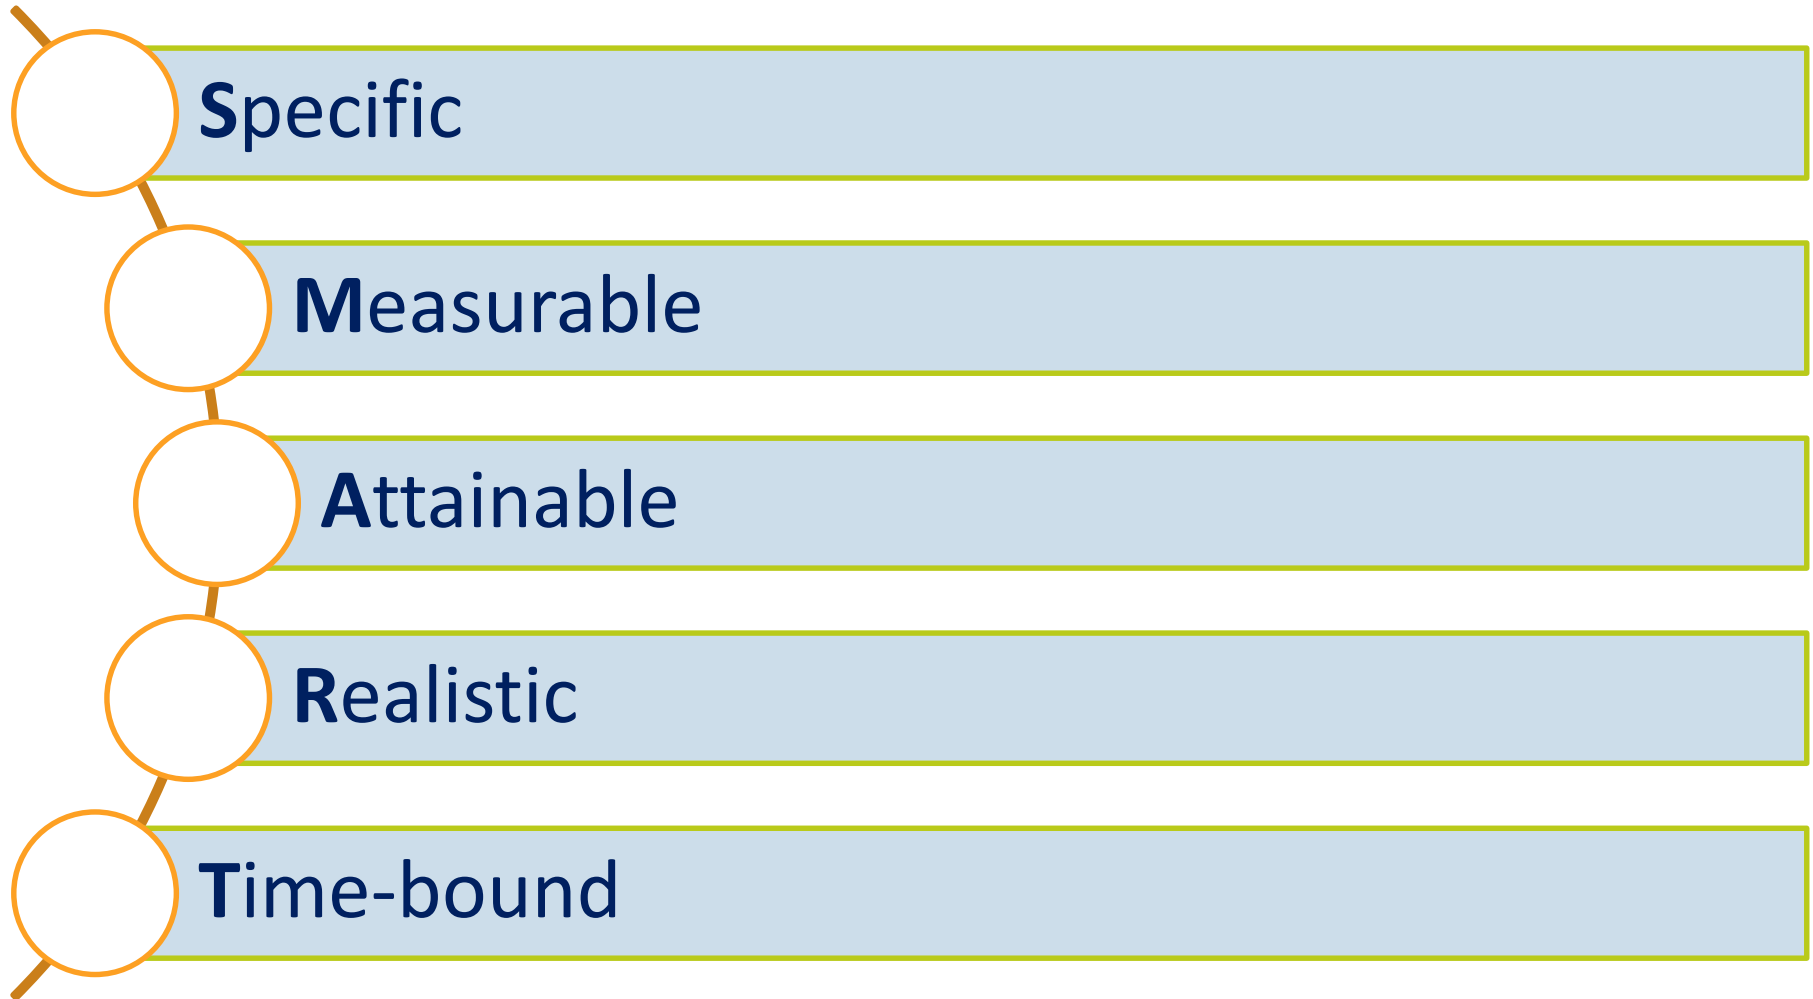 Specific
Measurable
Attainable
Realistic
Time-bound